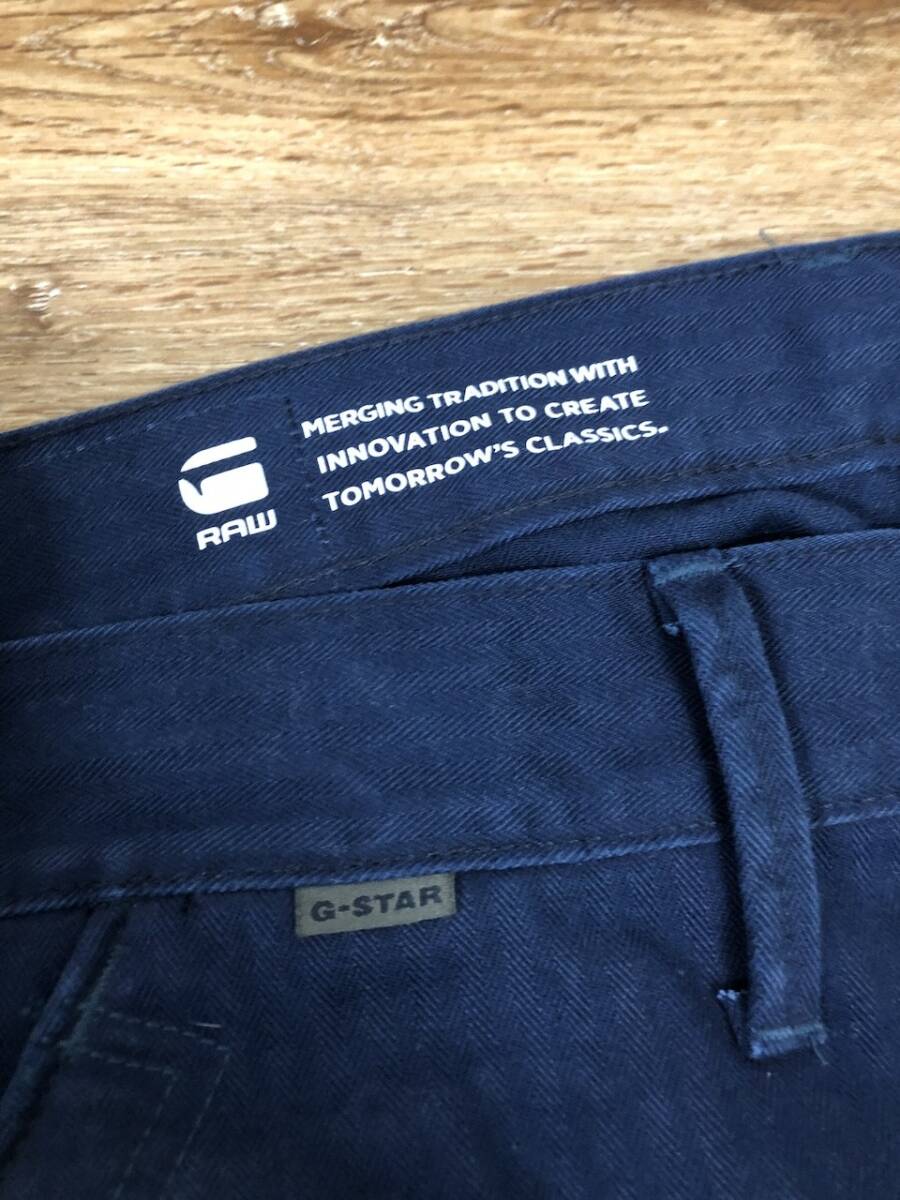 MERGING TRADITION WITH
INNOVATION TO CREATE
TOMORROW'S CLASSICS.
RAW
G-STAR